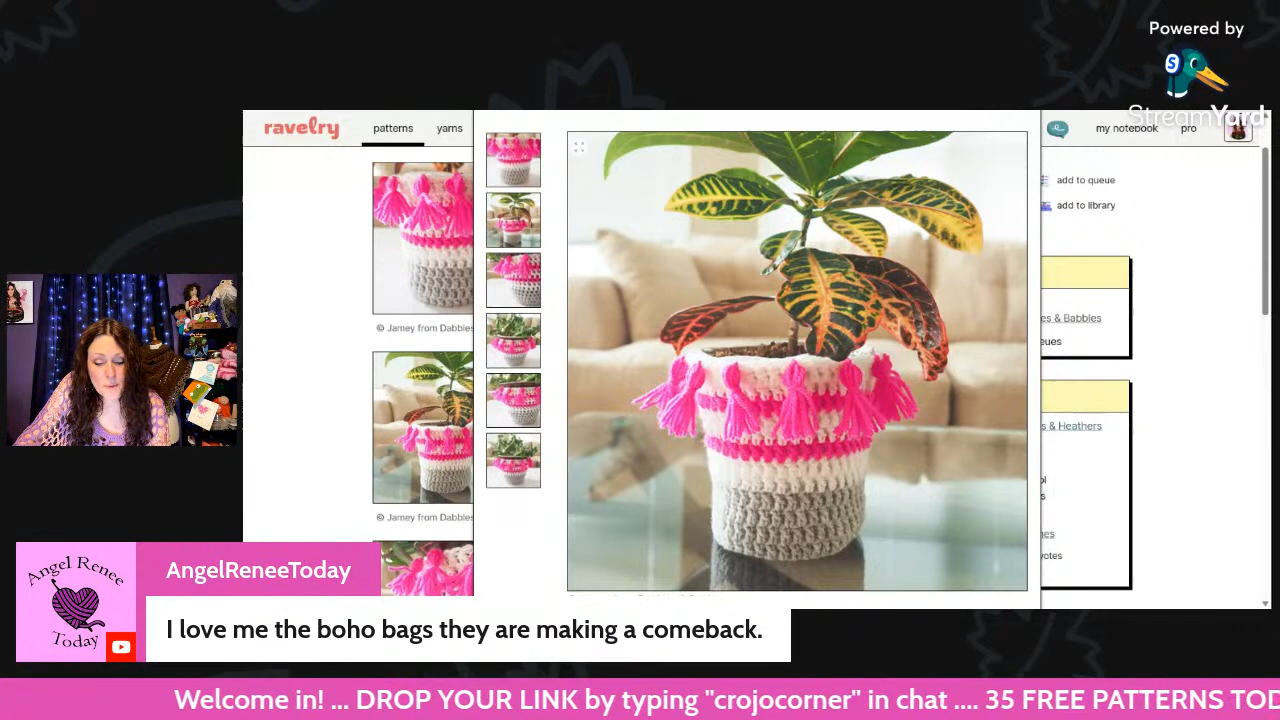 Powered by
StreamYard
ravelry
patterns
yarns
my notebook
pro
add to queue
add to library
© Jamey from Dabbles
es & Babbles
eues
s & Heathers
© Jamey from Dabbles
votes
Angel Renee
Today
AngelReneeToday
I love me the boho bags they are making a comeback.
Welcome in! ... DROP YOUR LINK by typing "crojocorner" in chat .... 35 FREE PATTERNS TOD